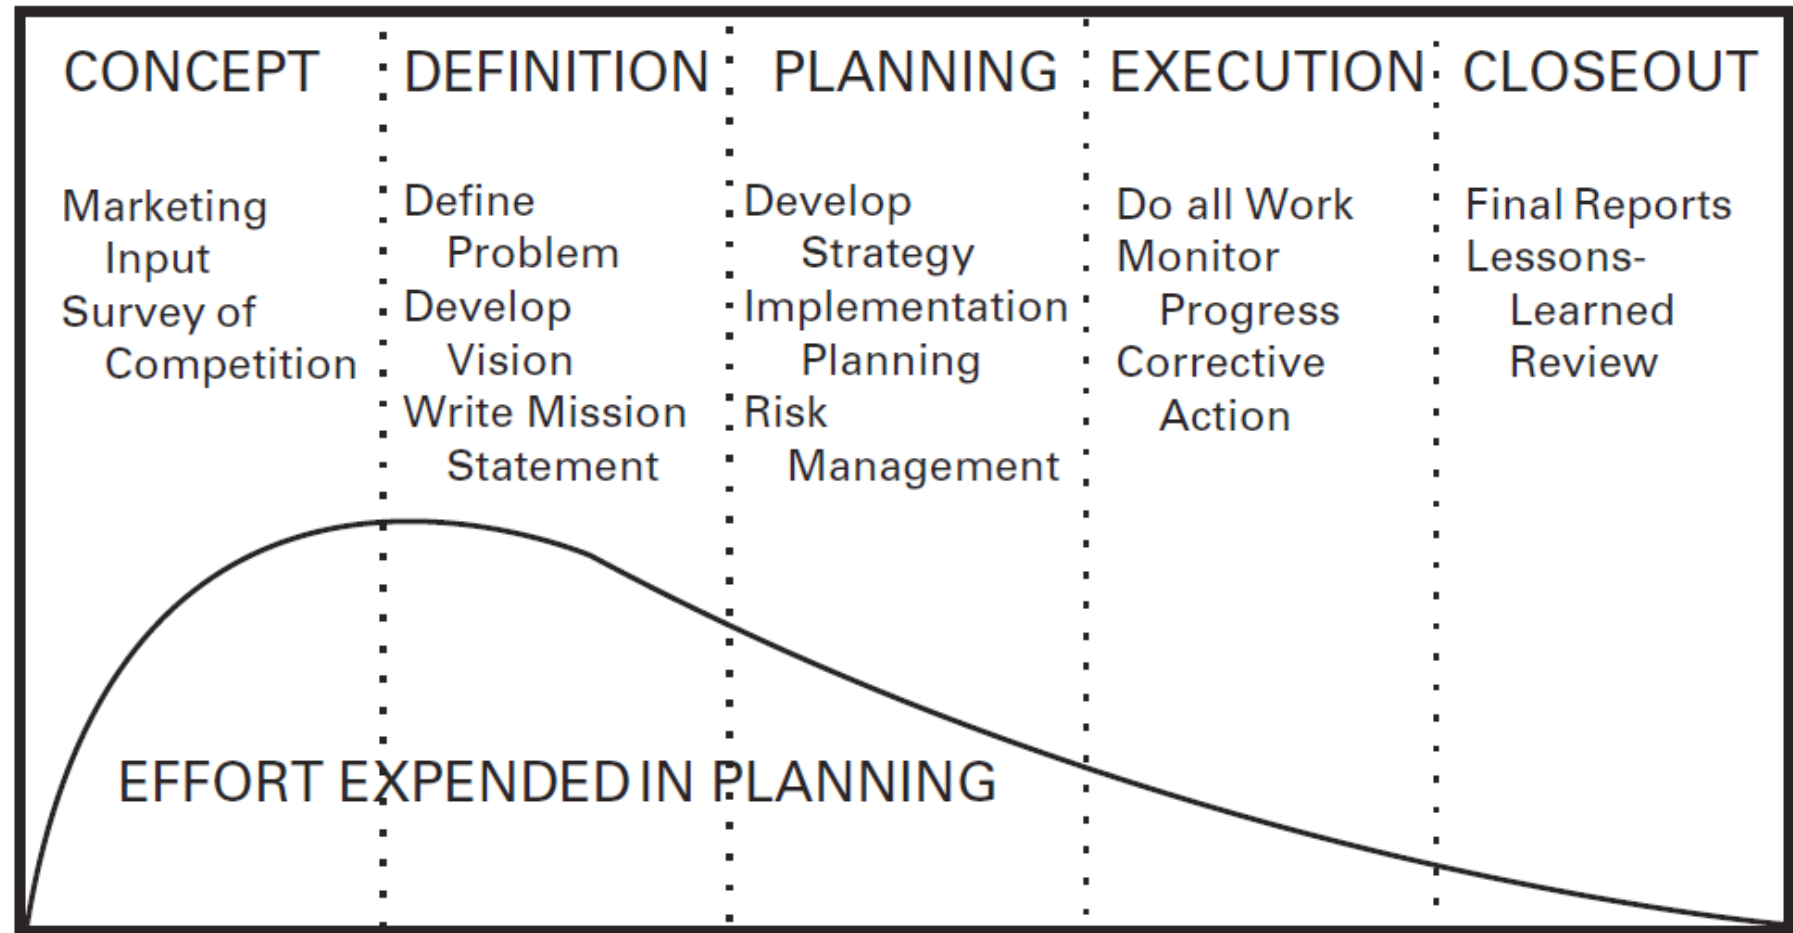 CONCEPT
Marketing
Input
Survey of
Competition
DEFINITION
Define
Problem
Develop
Vision
Write Mission
Statement
PLANNING
Develop
Strategy
Implementation
Planning
Risk
Management
EXECUTION
Do all Work
Monitor
Progress
Corrective
Action
CLOSEOUT
Final Reports
Lessons-
Learned
Review
EFFORT EXPENDED IN PLANNING